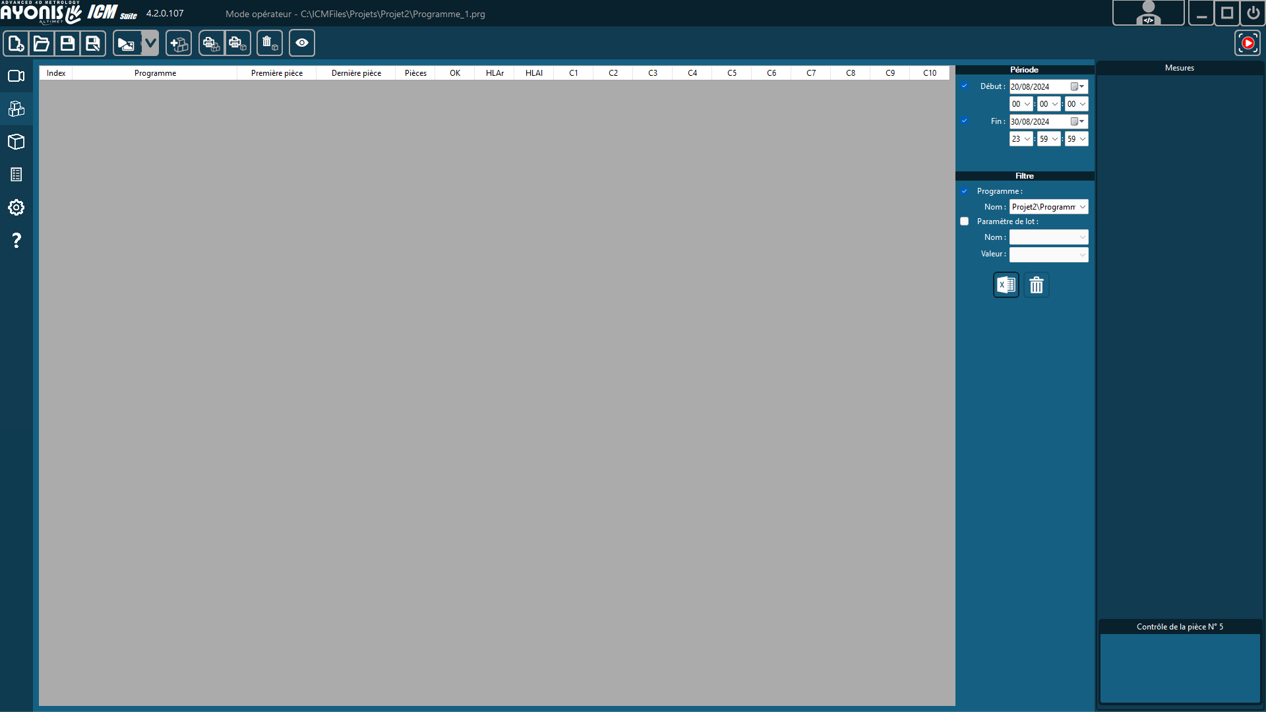 ADVANCED 4D METROLOGY
AYONIS ICM Suite 4.2.0.107 Mode opérateur - C:\ICMFiles\Projets\Projet2\Programme_1.prg
ALTIMET
Index Programme Première pièce Dernière pièce Pièces OK HLAr HLAl C1 C2 C3 C4 C5 C6 C7 C8 C9 C10
Période
Début : 20/08/2024
00 : 00 : 00
Fin : 30/08/2024
23 : 59 : 59
Filtre
Programme :
Nom : Projet2\Programm
Paramètre de lot :
Nom :
Valeur :
Mesures
Contrôle de la pièce N° 5